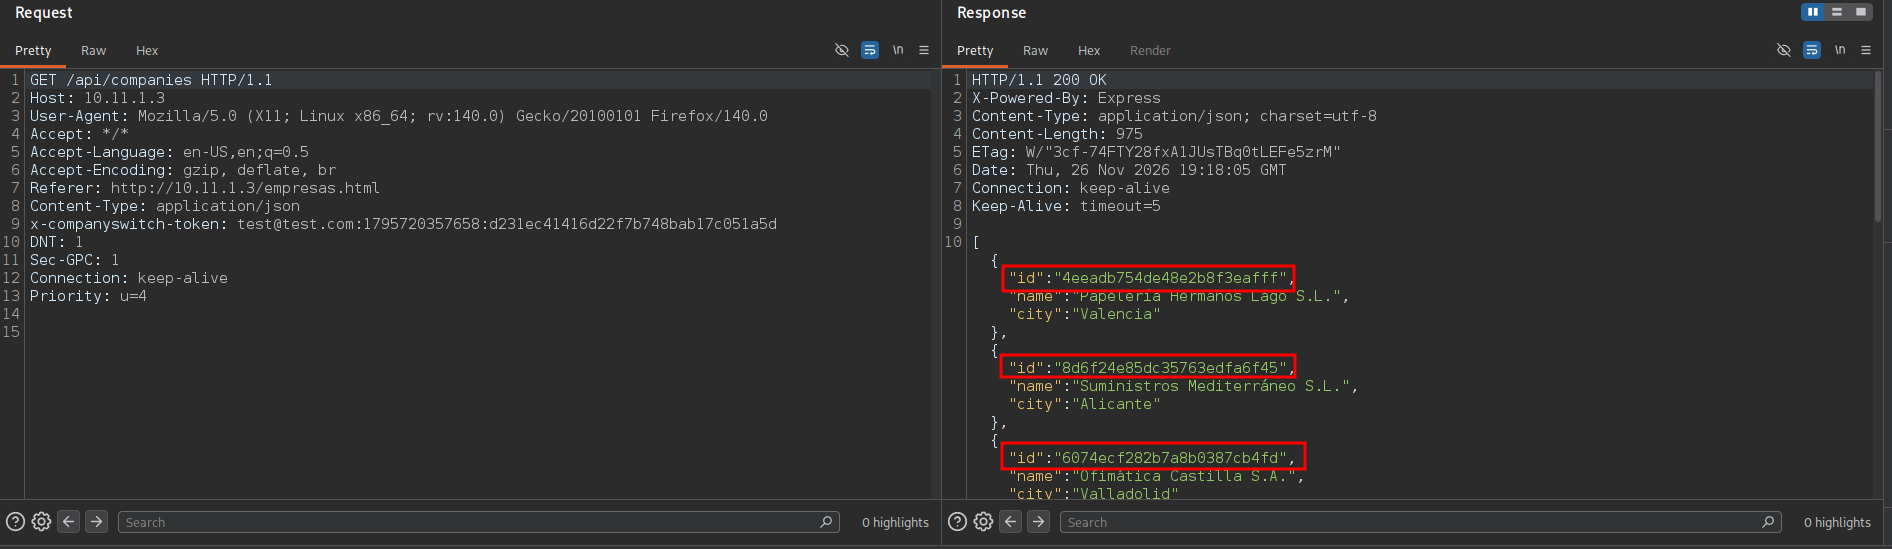 Request
Pretty Raw Hex \n
1 GET /api/companies HTTP/1.1
2 Host: 10.11.1.3
3 User-Agent: Mozilla/5.0 (X11; Linux x86_64; rv:140.0) Gecko/20100101 Firefox/140.0
4 Accept: */*
5 Accept-Language: en-US,en;q=0.5
6 Accept-Encoding: gzip, deflate, br
7 Referer: http://10.11.1.3/empresas.html
8 Content-Type: application/json
9 x-companyswitch-token: test@test.com:1795720357658:d231ec41416d22f7b748bab17c051a5d
10 DNT: 1
11 Sec-GPC: 1
12 Connection: keep-alive
13 Priority: u=4
14
15
Search
0 highlights
Response
Pretty Raw Hex Render \n
1 HTTP/1.1 200 OK
2 X-Powered-By: Express
3 Content-Type: application/json; charset=utf-8
4 Content-Length: 975
5 ETag: W/"3cf-74FTY28fxA1JUsTBq0tLEFe5zrM"
6 Date: Thu, 26 Nov 2026 19:18:05 GMT
7 Connection: keep-alive
8 Keep-Alive: timeout=5
9
10 [
{
"id":"4eeadb754de48e2b8f3eafff",
"name":"Papelería Hermanos Lago S.L.",
"city":"Valencia"
},
{
"id":"8d6f24e85dc35763edfa6f45",
"name":"Suministros Mediterráneo S.L.",
"city":"Alicante"
},
{
"id":"6074ecf282b7a8b0387cb4fd",
"name":"Ofimática Castilla S.A.",
"city":"Valladolid"
Search
0 highlights